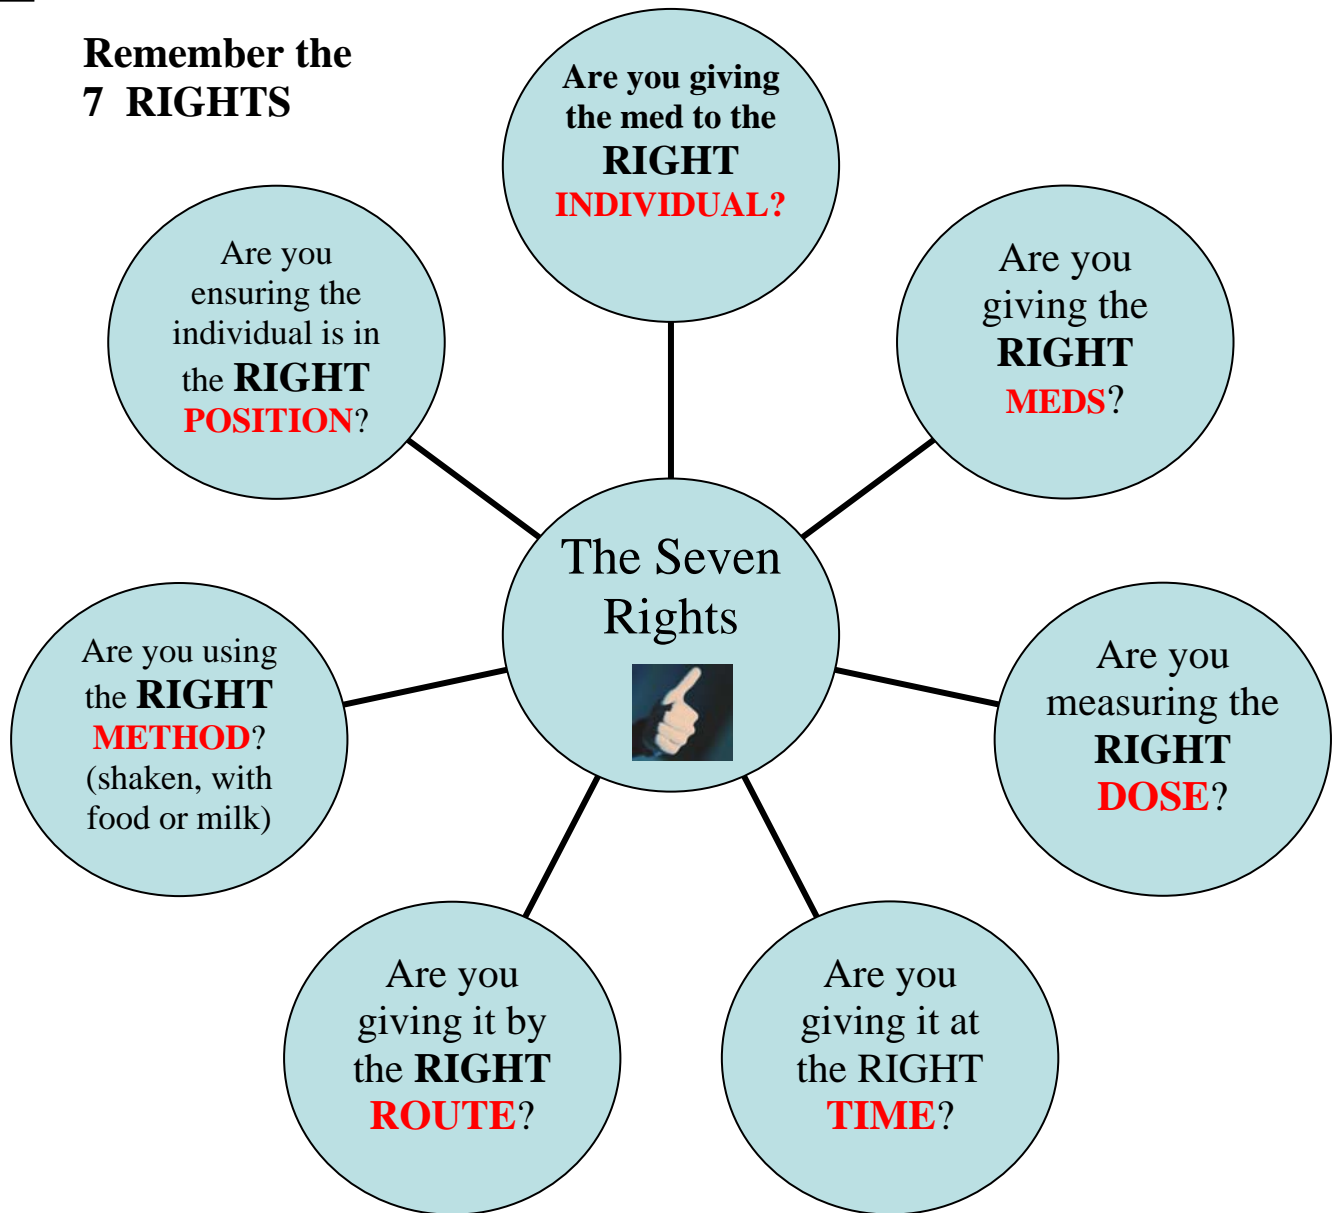 Remember the
7 RIGHTS
Are you giving
the med to the
RIGHT
INDIVIDUAL?
Are you
giving the
RIGHT
MEDS?
Are you
measuring the
RIGHT
DOSE?
Are you
giving it at
the RIGHT
TIME?
Are you
giving it by
the RIGHT
ROUTE?
Are you using
the RIGHT
METHOD?
(shaken, with
food or milk)
Are you
ensuring the
individual is in
the RIGHT
POSITION?
The Seven
Rights